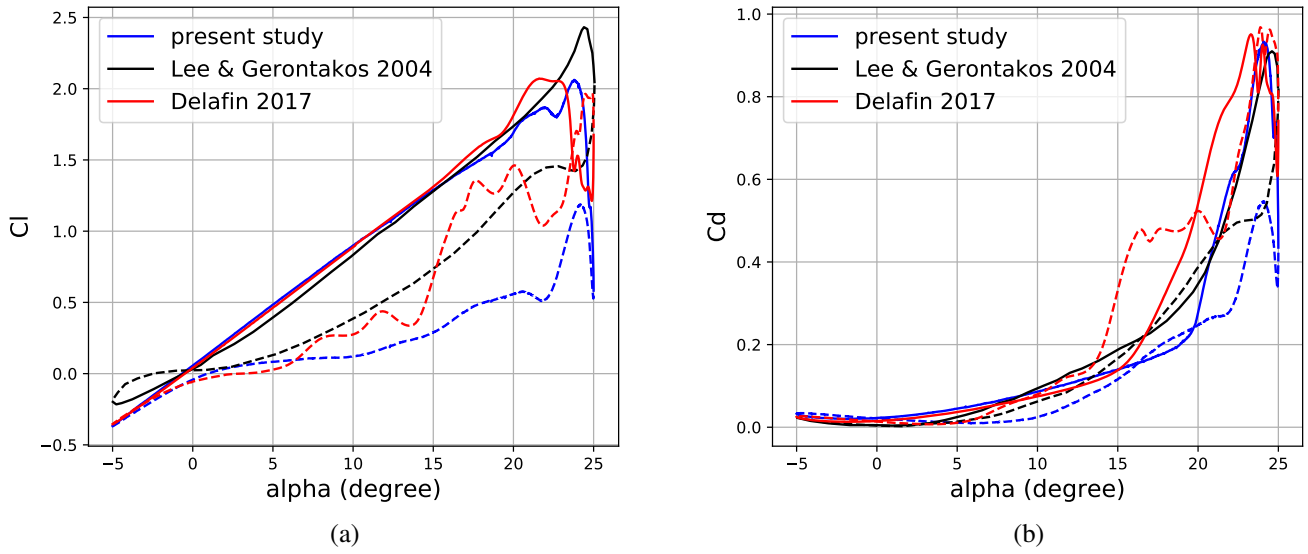 present study
Lee & Gerontakos 2004
Delafin 2017
Cl
2.5
2.0
1.5
1.0
0.5
0.0
−0.5
−5 0 5 10 15 20 25
alpha (degree)
(a)
present study
Lee & Gerontakos 2004
Delafin 2017
Cd
1.0
0.8
0.6
0.4
0.2
0.0
−5 0 5 10 15 20 25
alpha (degree)
(b)